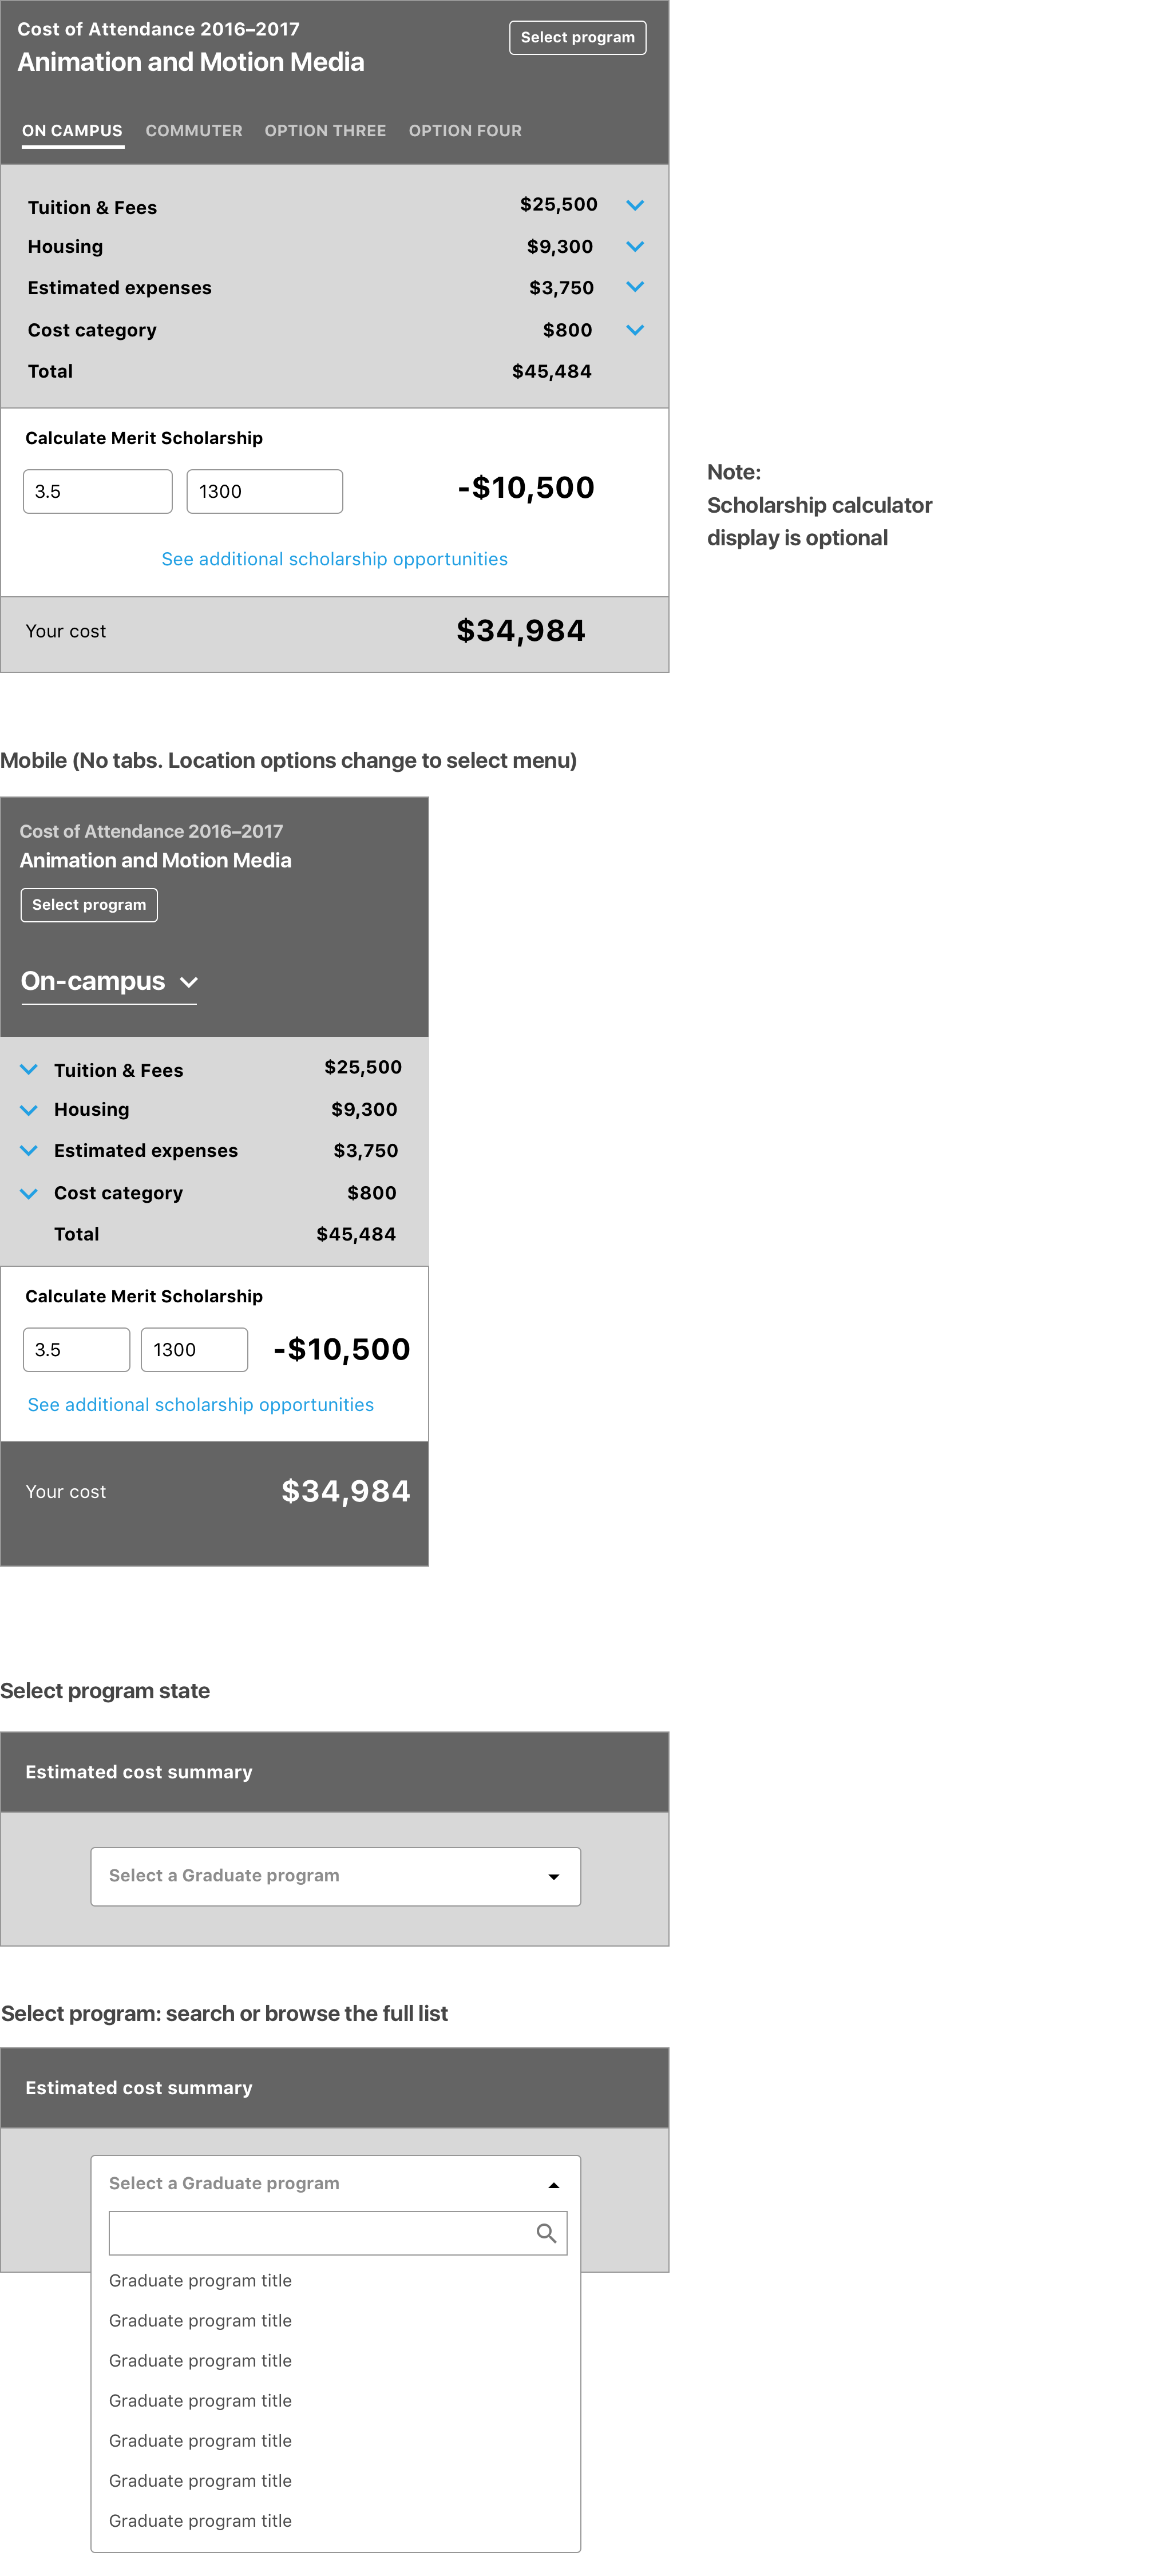 Cost of Attendance 2016–2017
Select program
Animation and Motion Media
ON CAMPUS COMMUTER OPTION THREE OPTION FOUR
Tuition & Fees $25,500
Housing $9,300
Estimated expenses $3,750
Cost category $800
Total $45,484
Calculate Merit Scholarship
3.5 1300 -$10,500
See additional scholarship opportunities
Your cost $34,984
Note:
Scholarship calculator
display is optional
Mobile (No tabs. Location options change to select menu)
Cost of Attendance 2016–2017
Animation and Motion Media
Select program
On-campus
Tuition & Fees $25,500
Housing $9,300
Estimated expenses $3,750
Cost category $800
Total $45,484
Calculate Merit Scholarship
3.5 1300 -$10,500
See additional scholarship opportunities
Your cost $34,984
Select program state
Estimated cost summary
Select a Graduate program
Select program: search or browse the full list
Estimated cost summary
Select a Graduate program
Graduate program title
Graduate program title
Graduate program title
Graduate program title
Graduate program title
Graduate program title
Graduate program title